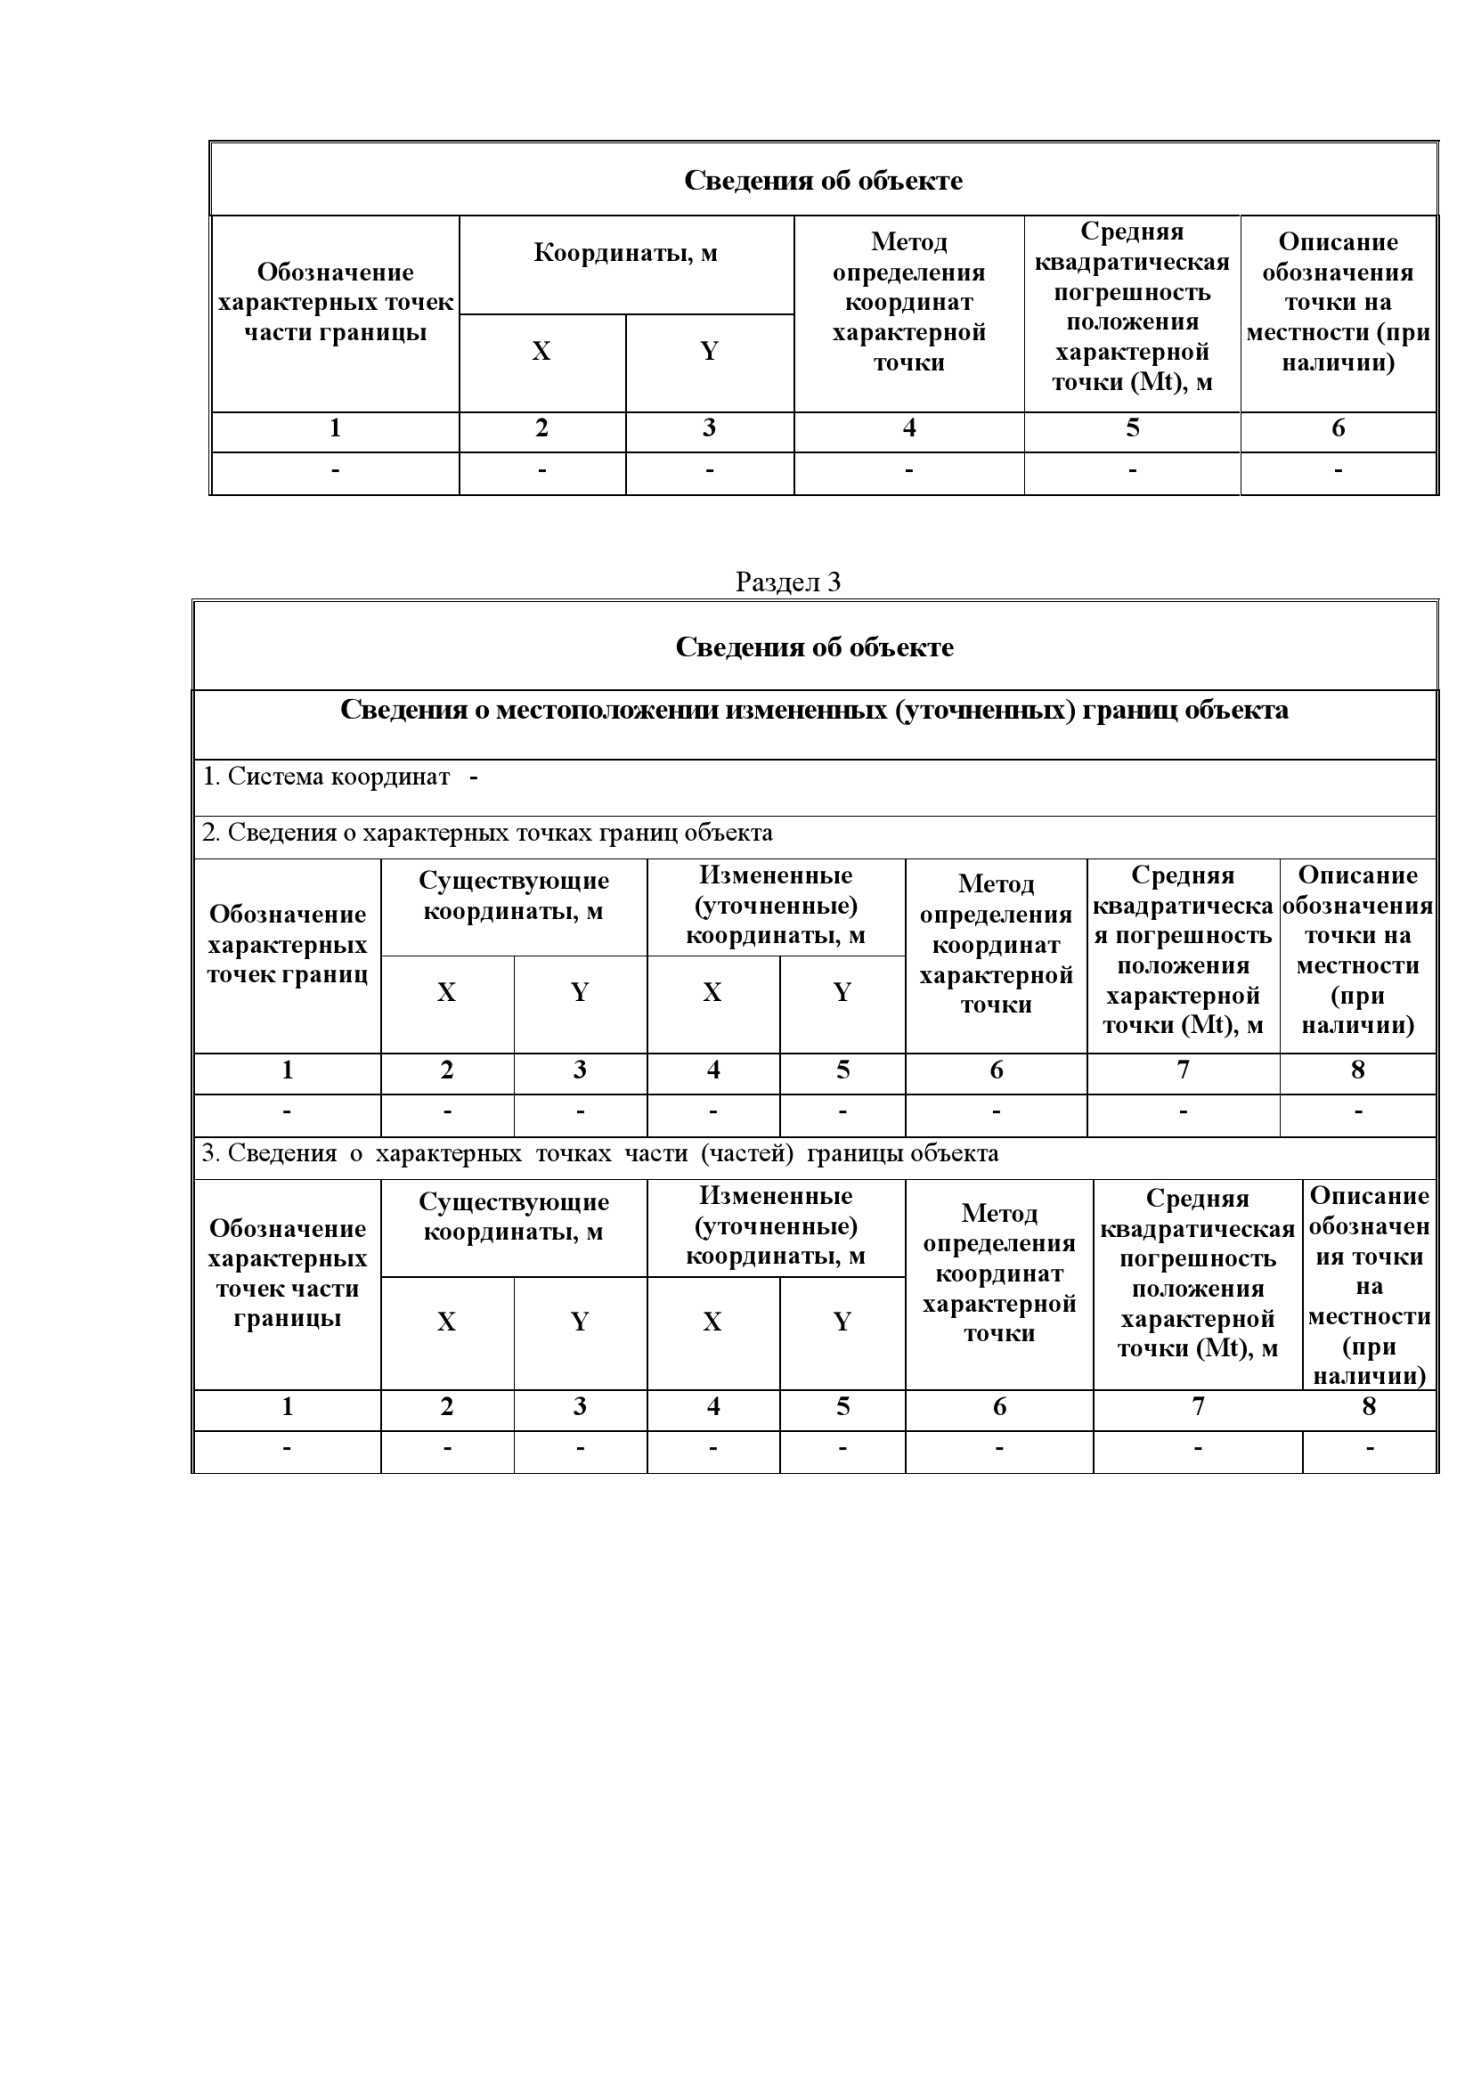 Сведения об объекте
Обозначение
характерных точек
части границы
Координаты, м
X
Y
Метод
определения
координат
характерной
точки
Средняя
квадратическая
погрешность
положения
характерной
точки (Mt), м
Описание
обозначения
точки на
местности (при
наличии)
1 2 3 4 5 6
- - - - - -
Раздел 3
Сведения об объекте
Сведения о местоположении измененных (уточненных) границ объекта
1. Система координат -
2. Сведения о характерных точках границ объекта
Обозначение
характерных
точек границ
Существующие
координаты, м
X
Y
Измененные
(уточненные)
координаты, м
X
Y
Метод
определения
координат
характерной
точки
Средняя
квадратическа
я погрешность
положения
характерной
точки (Mt), м
Описание
обозначения
точки на
местности
(при
наличии)
1 2 3 4 5 6 7 8
- - - - - - - -
3. Сведения о характерных точках части (частей) границы объекта
Обозначение
характерных
точек части
границы
Существующие
координаты, м
X
Y
Измененные
(уточненные)
координаты, м
X
Y
Метод
определения
координат
характерной
точки
Средняя
квадратическая
погрешность
положения
характерной
точки (Mt), м
Описание
обозначен
ия точки
на
местности
(при
наличии)
1 2 3 4 5 6 7 8
- - - - - - - -